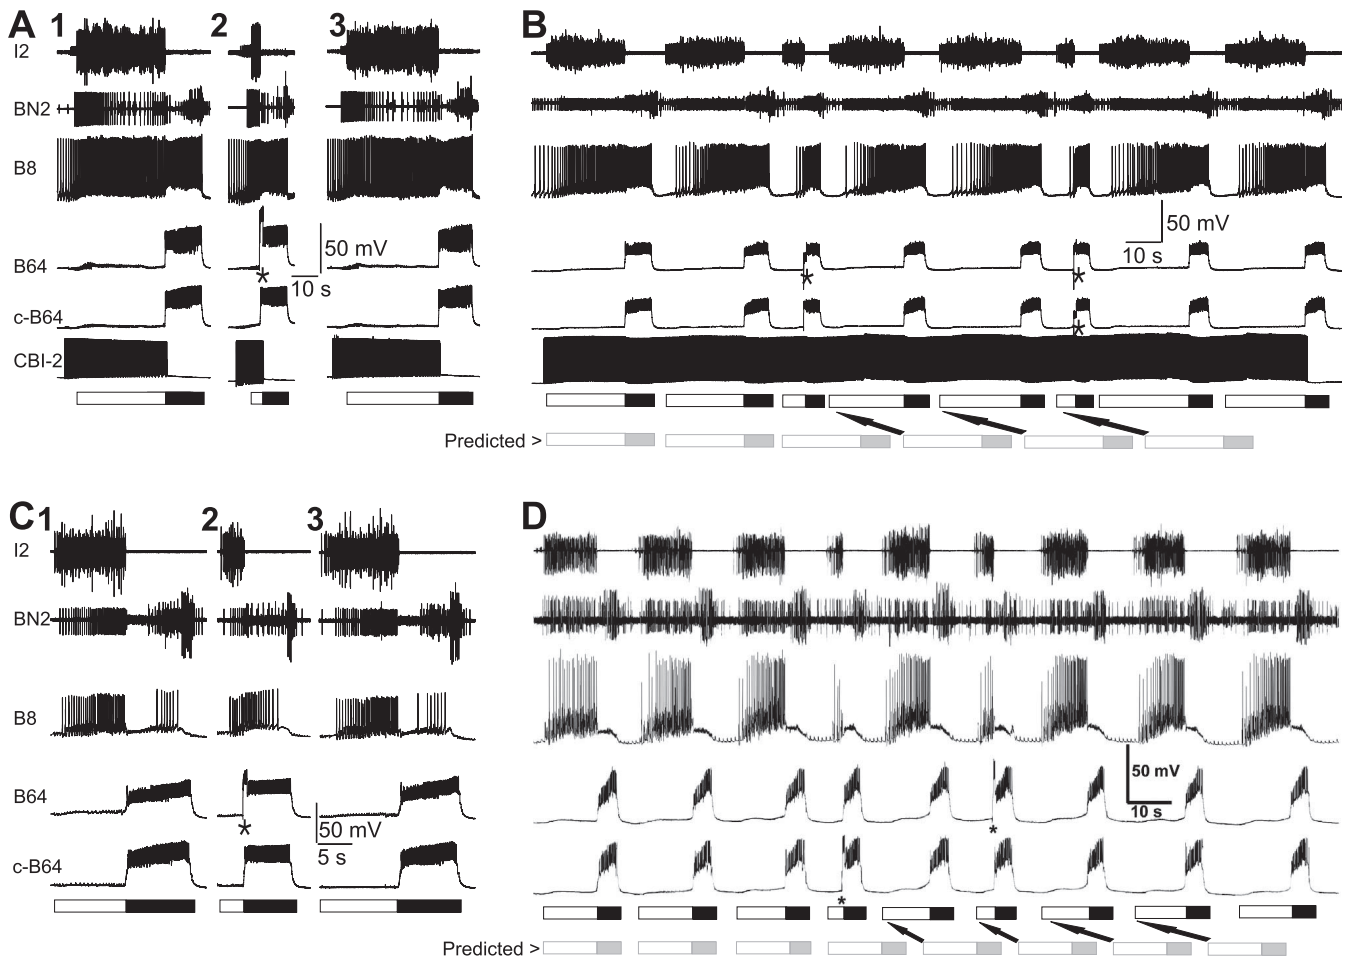 A 1 2 3
I2
BN2
B8
B64
c-B64
CBI-2
*
50 mV
10 s
B
*
*
*
50 mV
10 s
Predicted >
C 1 2 3
I2
BN2
B8
B64
c-B64
*
50 mV
5 s
D
*
*
50 mV
10 s
Predicted >